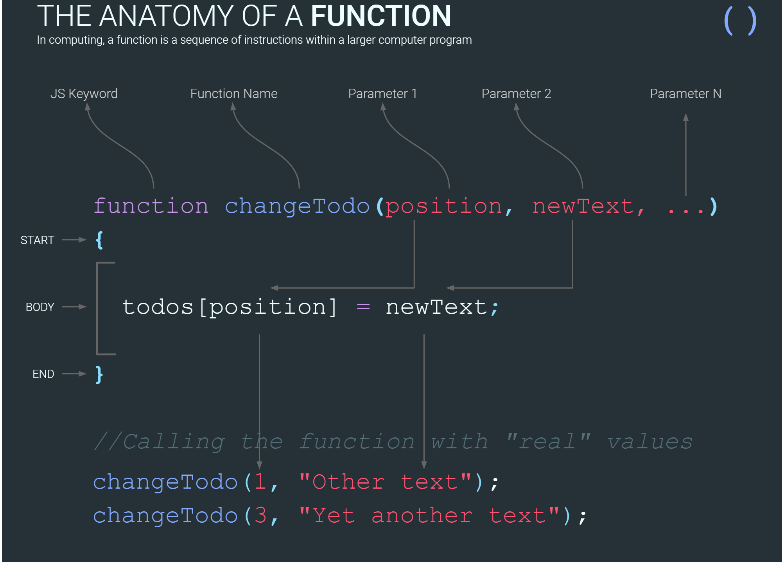 THE ANATOMY OF A FUNCTION
( )
In computing, a function is a sequence of instructions within a larger computer program
JS Keyword Function Name Parameter 1 Parameter 2 Parameter N
function changeTodo(position, newText, ...)
START {
BODY todos[position] = newText;
END }
//Calling the function with "real" values
changeTodo(1, "Other text");
changeTodo(3, "Yet another text");